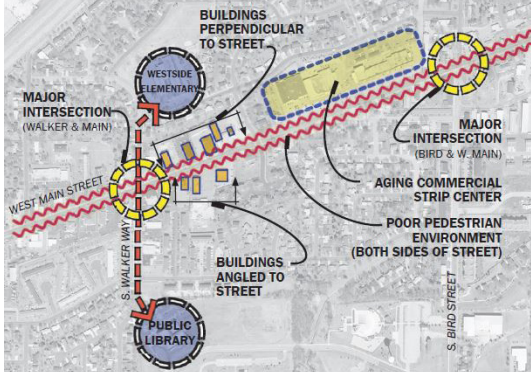 BUILDINGS
PERPENDICULAR
TO STREET
WESTSIDE
ELEMENTARY
MAJOR
INTERSECTION
(WALKER & MAIN)
MAJOR
INTERSECTION
(BIRD & W. MAIN)
WEST MAIN STREET
AGING COMMERCIAL
STRIP CENTER
POOR PEDESTRIAN
ENVIRONMENT
(BOTH SIDES OF STREET)
S. WALKER WAY
BUILDINGS
ANGLED TO
STREET
S. BIRD STREET
PUBLIC
LIBRARY